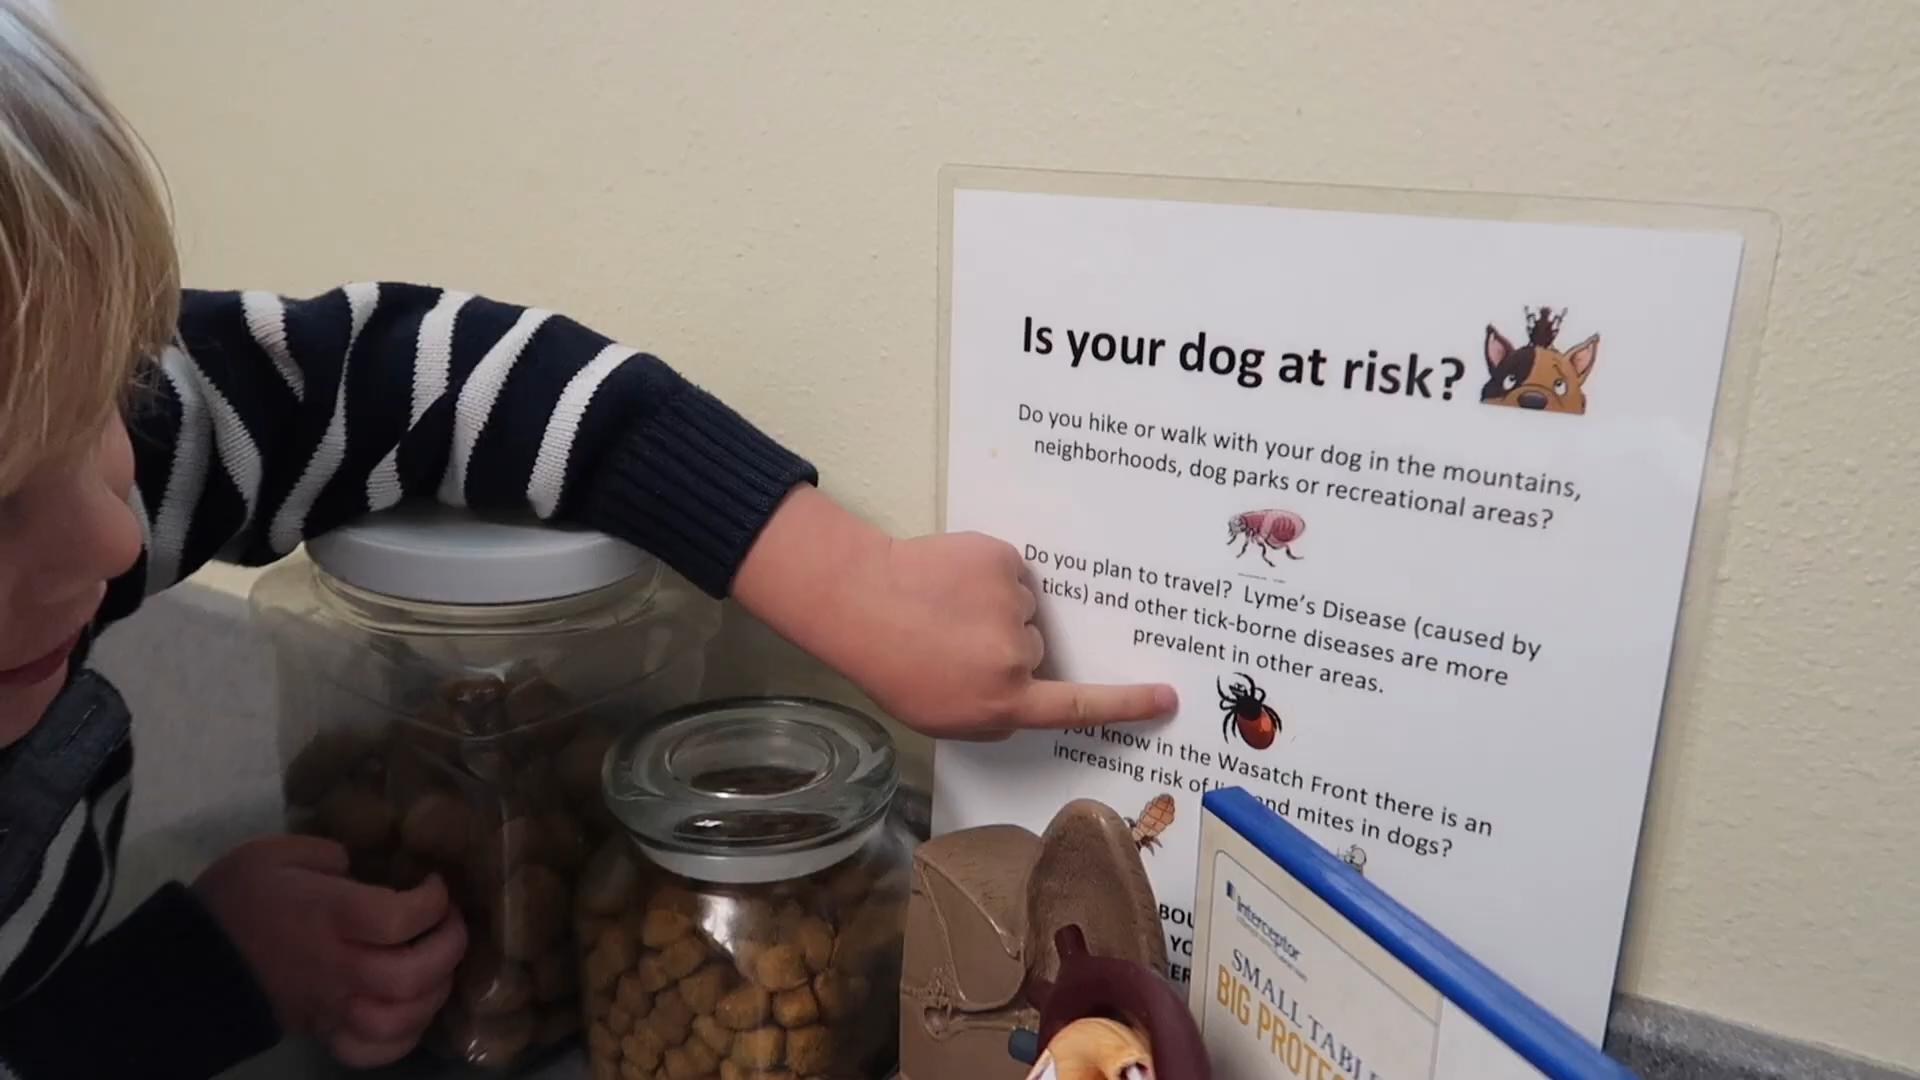 Is your dog at risk?
Do you hike or walk with your dog in the mountains,
neighborhoods, dog parks or recreational areas?
Do you plan to travel? Lyme's Disease (caused by
ticks) and other tick-borne diseases are more
prevalent in other areas.
you know in the Wasatch Front there is an
increasing risk of and mites in dogs?
Interceptor
SMALL TABLE
BIG PROTEC